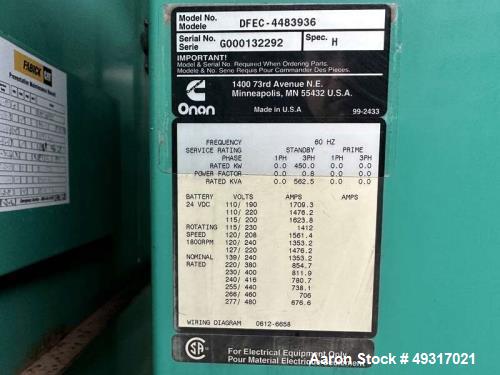 FABICK CAT
Model No.
Modele
DFEC-4483936
Serial No.
Serie
G000132292
Spec.
H
IMPORTANT!
Model & Serial No. Required When Ordering Parts.
Modele & No. Serie Requis Pour Commander Des Pieces.
Onan
1400 73rd Avenue N.E.
Minneapolis, MN 55432 U.S.A.
Made in U.S.A
99-2433
FREQUENCY 60 HZ
SERVICE RATING STANDBY PRIME
PHASE 1PH 3PH 1PH 3PH
RATED KW 0.0 450.0 0.0 0.0
POWER FACTOR 0.0 0.8 0.0 0.0
RATED KVA 0.0 562.5 0.0 0.0
BATTERY VOLTS AMPS AMPS
24 VDC 110/ 190 1709.3
110/ 220 1476.2
115/ 200 1623.8
ROTATING 115/ 230 1412
SPEED 120/ 208 1561.4
1800RPM 120/ 240 1353.2
127/ 220 1476.2
NOMINAL 139/ 240 1353.2
RATED 220/ 380 854.7
230/ 400 811.9
240/ 416 780.7
255/ 440 738.1
266/ 460 706
277/ 480 676.6
WIRING DIAGRAM 0612-6658
For Electrical Equipment Only
Aaron Stock # 49317021